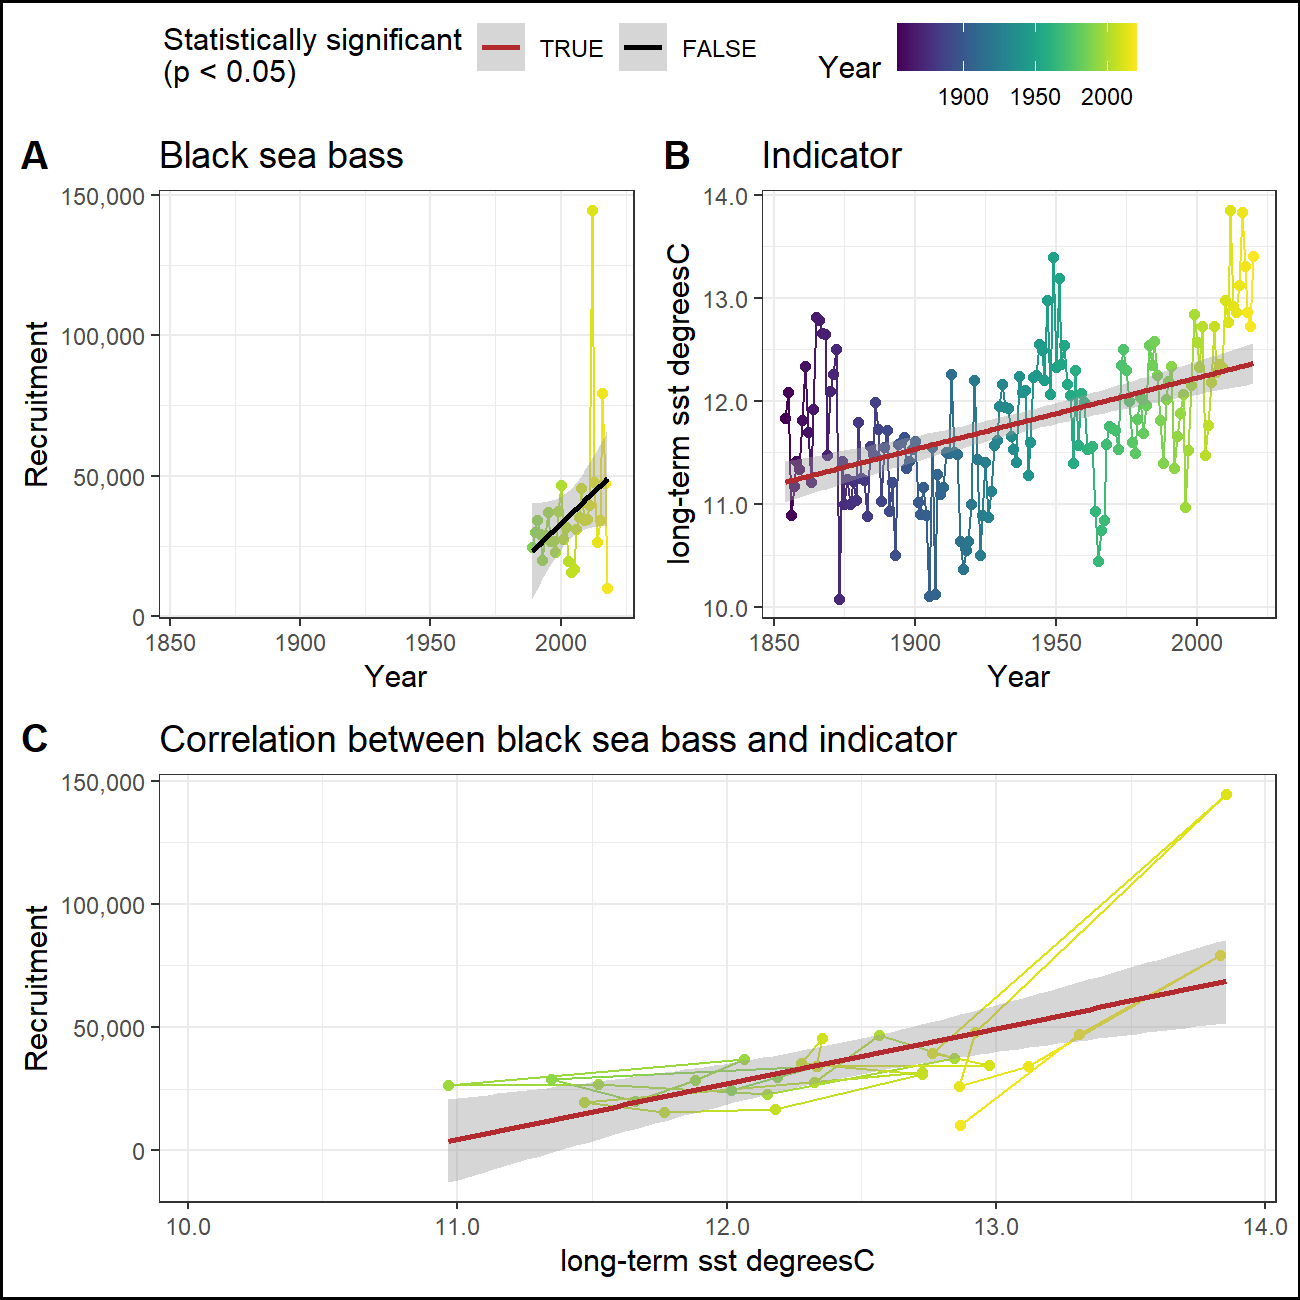 Statistically significant
(p < 0.05)
TRUE
FALSE
Year
1900
1950
2000
A
Black sea bass
150,000
100,000
50,000
0
Recruitment
1850
1900
1950
2000
Year
B
Indicator
14.0
13.0
12.0
11.0
10.0
long-term sst degreesC
1850
1900
1950
2000
Year
C
Correlation between black sea bass and indicator
150,000
100,000
50,000
0
Recruitment
10.0
11.0
12.0
13.0
14.0
long-term sst degreesC